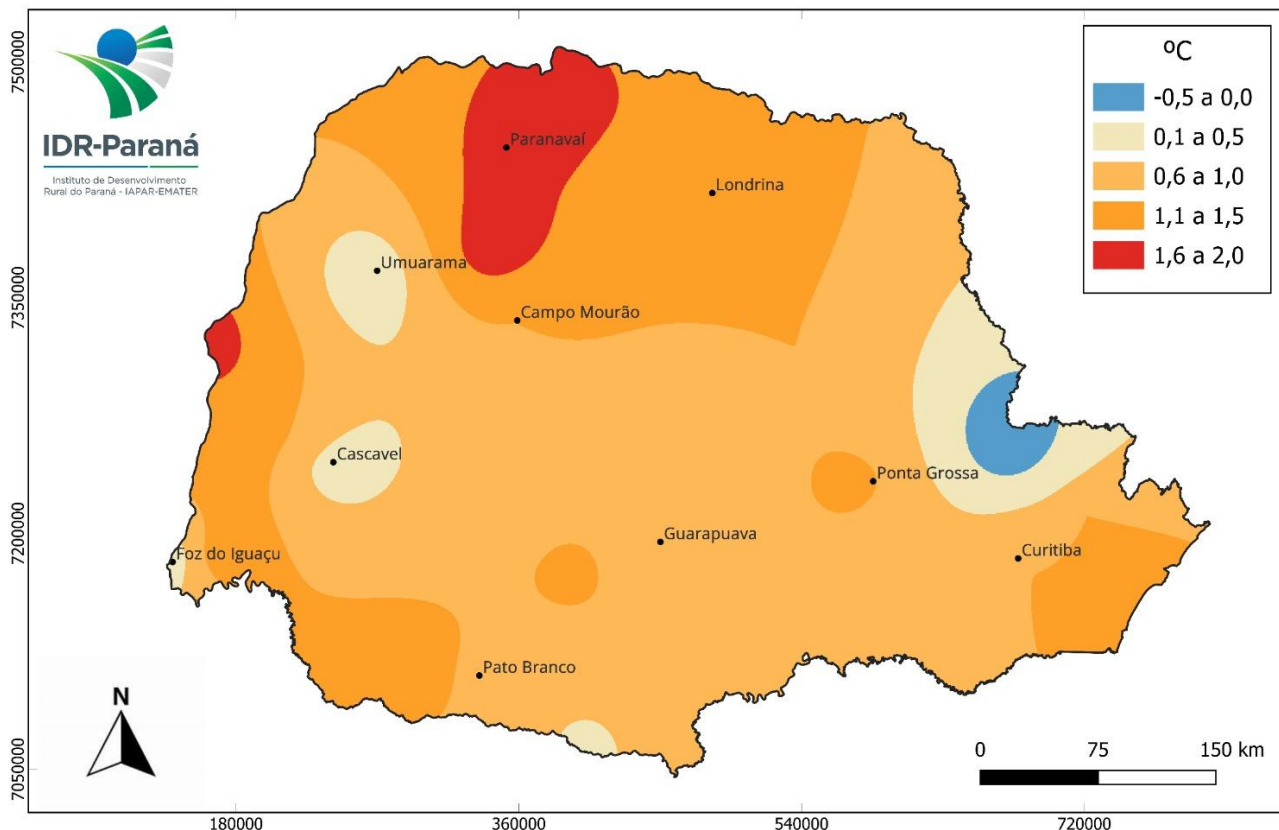 IDR-Paraná
Instituto de Desenvolvimento
Rural do Paraná - IAPAR-EMATER
ºC
-0,5 a 0,0
0,1 a 0,5
0,6 a 1,0
1,1 a 1,5
1,6 a 2,0
Paranavaí
Londrina
Umuarama
Campo Mourão
Cascavel
Ponta Grossa
Guarapuava
Foz do Iguaçu
Curitiba
Pato Branco
N
0 75 150 km
7500000
7350000
7200000
7050000
180000 360000 540000 720000